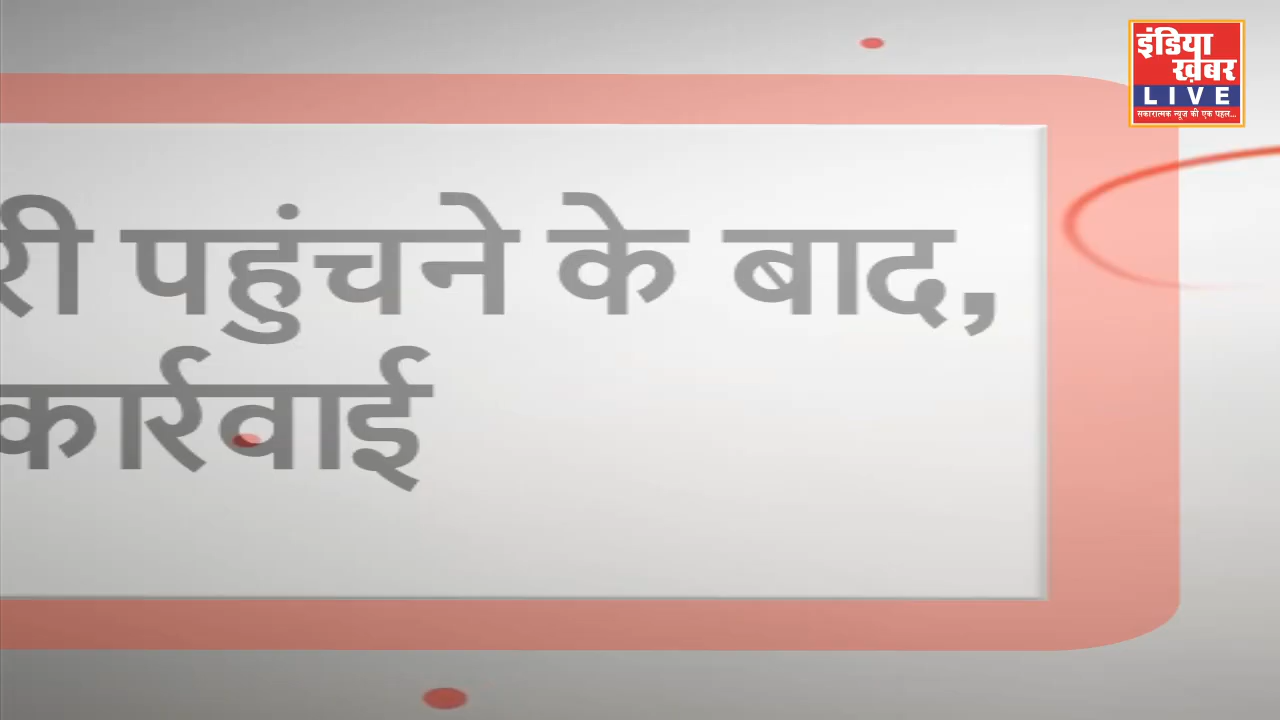 इंडिया
ख़बर
LIVE
सकारात्मक न्यूज़ की एक पहल...
री पहुंचने के बाद,
कार्रवाई